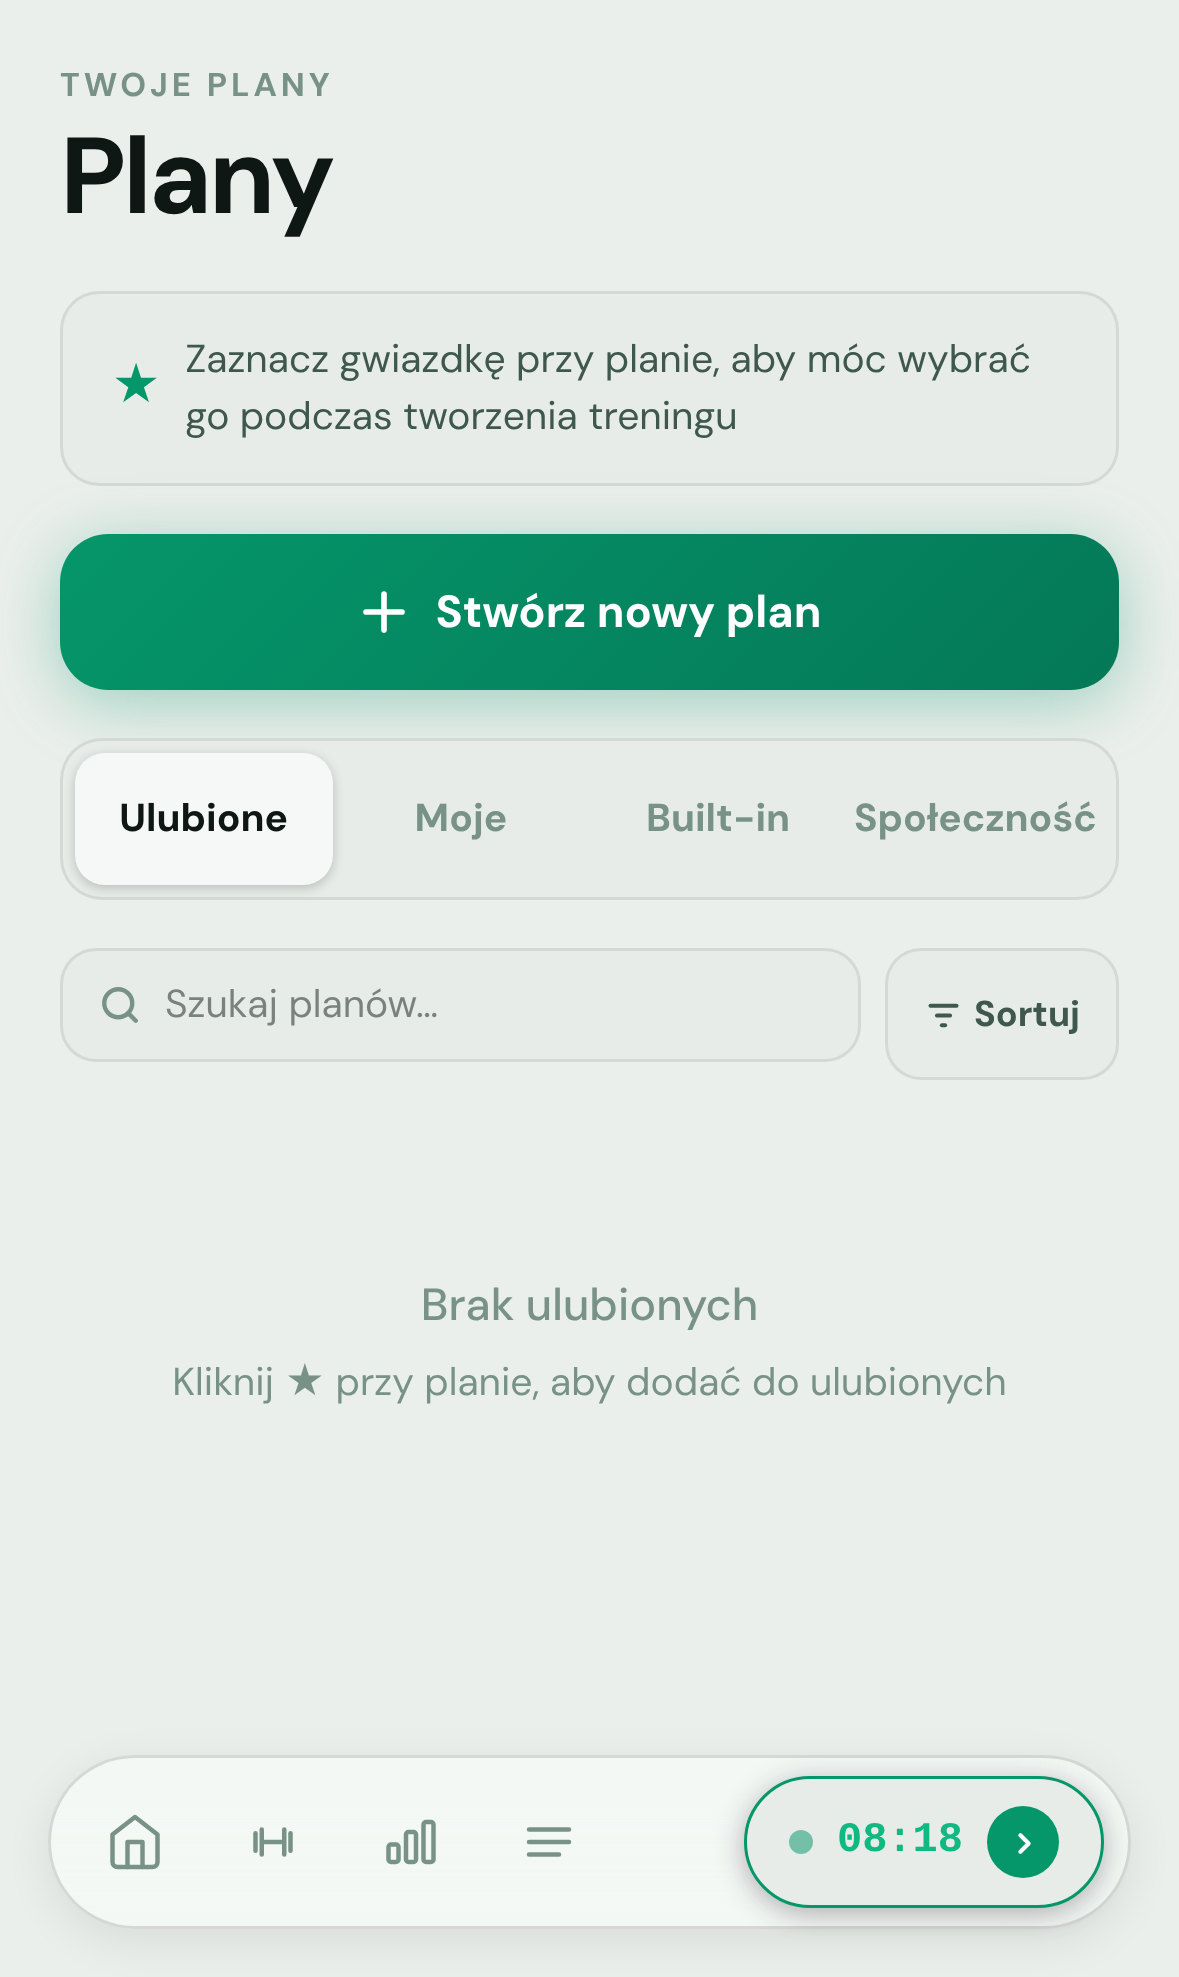 TWOJE PLANY
Plany
★ Zaznacz gwiazdkę przy planie, aby móc wybrać
go podczas tworzenia treningu
+ Stwórz nowy plan
Ulubione Moje Built-in Społeczność
Szukaj planów... Sortuj
Brak ulubionych
Kliknij ★ przy planie, aby dodać do ulubionych
08:18